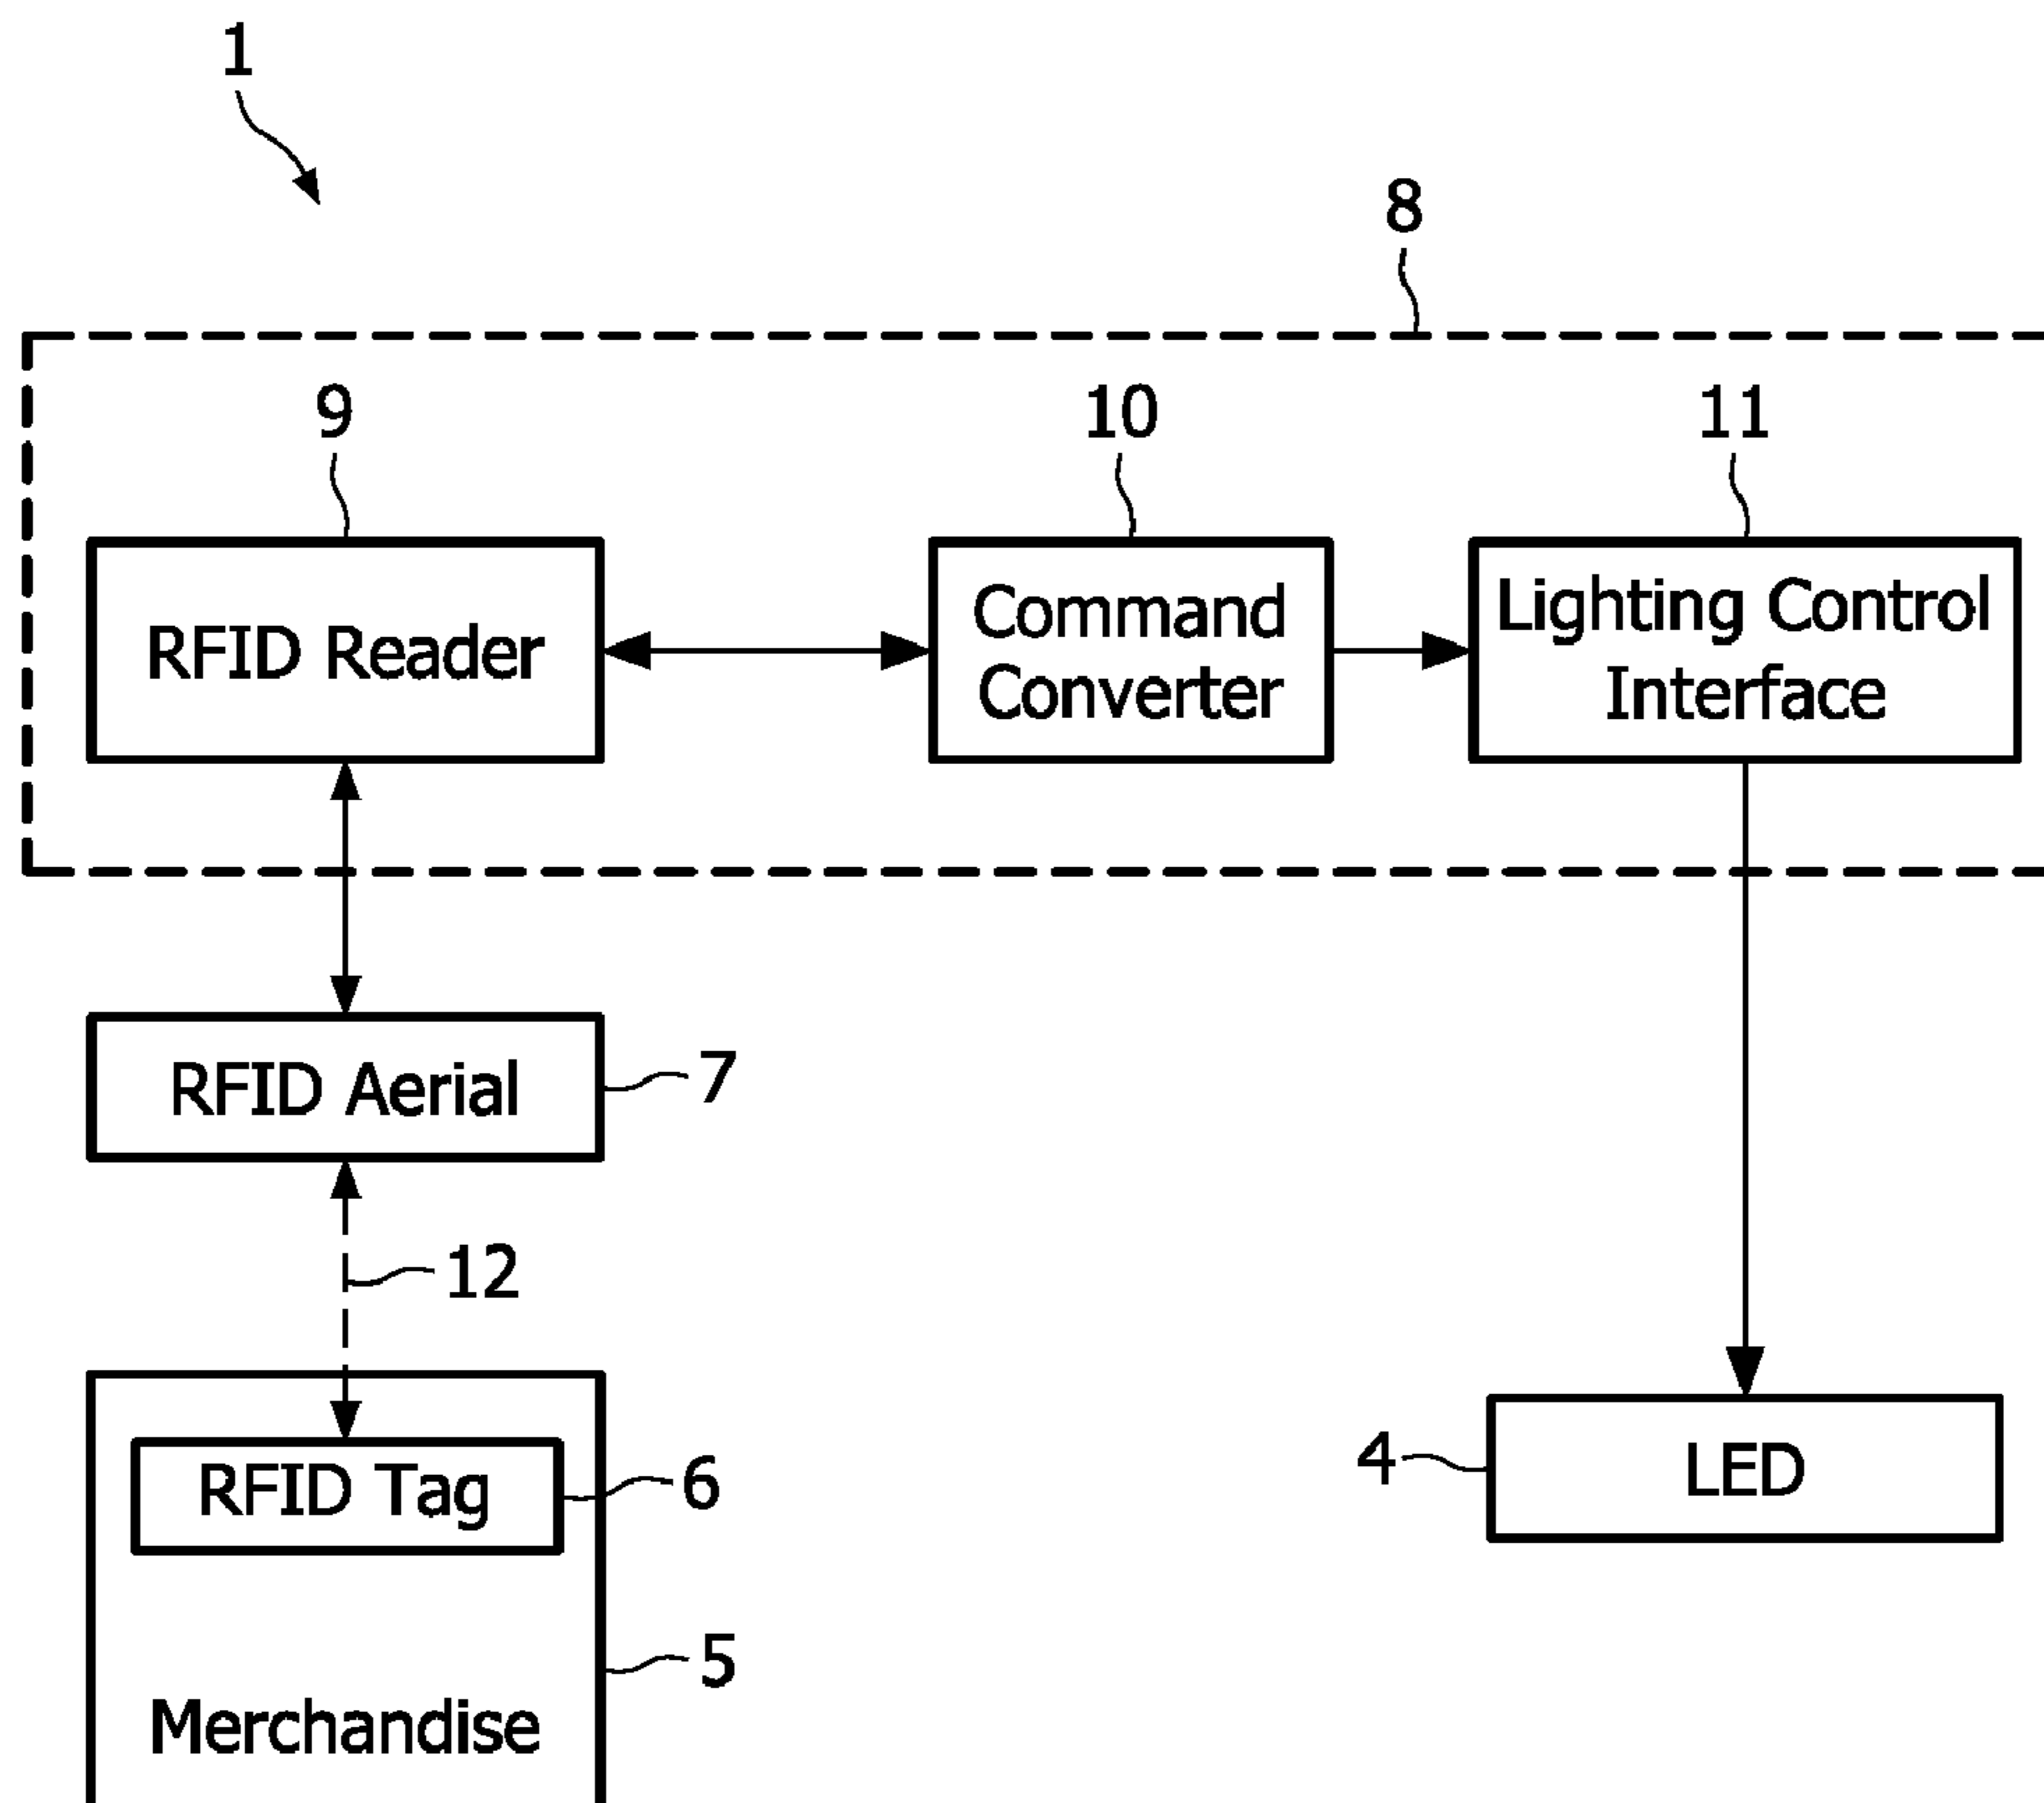 1
8
9
10
11
RFID Reader
Command
Converter
Lighting Control
Interface
RFID Aerial
7
12
RFID Tag
6
4
LED
5
Merchandise